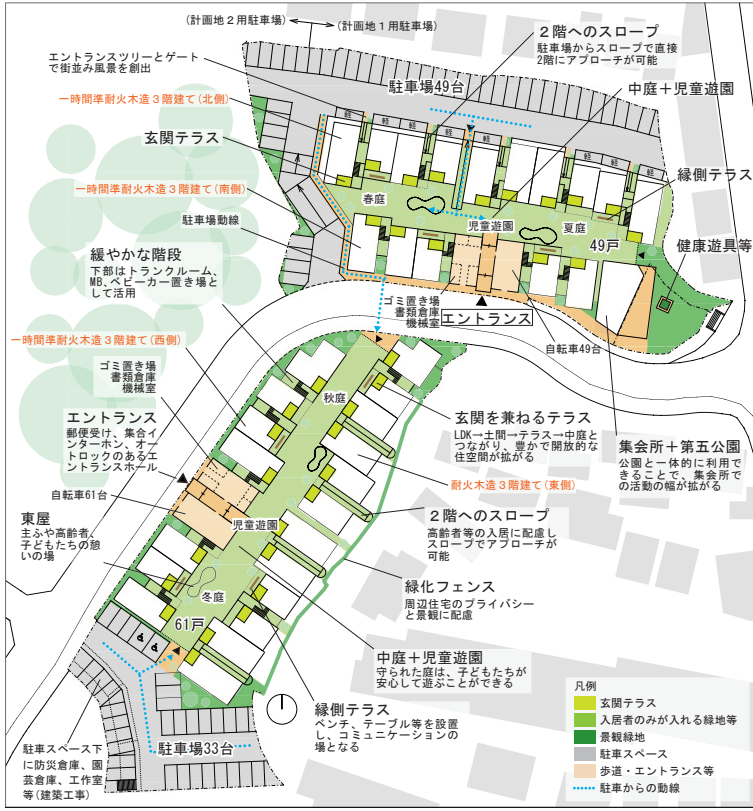 (計画地２用駐車場)
(計画地１用駐車場)
２階へのスロープ
駐車場からスロープで直接
2階にアプローチが可能
エントランスツリーとゲート
で街並み風景を創出
駐車場49台
中庭＋児童遊園
一時間準耐火木造３階建て(北側)
軽 軽 軽 軽 軽 軽 軽 軽
玄関テラス
縁側テラス
一時間準耐火木造３階建て(南側)
春庭
児童遊園
夏庭
49戸
駐車場動線
健康遊具等
緩やかな階段
下部はトランクルーム、
MB、ベビーカー置き場と
して活用
ゴミ置き場
書類倉庫
機械室
エントランス
自転車49台
一時間準耐火木造３階建て(西側)
ゴミ置き場
書類倉庫
機械室
秋庭
玄関を兼ねるテラス
LDK→土間→テラス→中庭と
つながり、豊かで開放的な
住空間が拡がる
集会所＋第五公園
公園と一体的に利用で
きることで、集会所で
の活動の幅が拡がる
エントランス
郵便受け、集合イ
ンターホン、オー
トロックのあるエ
ントランスホール
自転車61台
耐火木造３階建て(東側)
児童遊園
２階へのスロープ
高齢者等の入居に配慮し
スロープでアプローチが
可能
東屋
主ふや高齢者、
子どもたちの憩
いの場
冬庭
緑化フェンス
周辺住宅のプライバシー
と景観に配慮
61戸
中庭＋児童遊園
守られた庭は、子どもたちが
安心して遊ぶことができる
縁側テラス
ベンチ、テーブル等を設置
し、コミュニケーションの
場となる
駐車場33台
駐車スペース下
に防災倉庫、園
芸倉庫、工作室
等(建築工事)
凡例
玄関テラス
入居者のみが入れる緑地等
景観緑地
駐車スペース
歩道・エントランス等
駐車からの動線